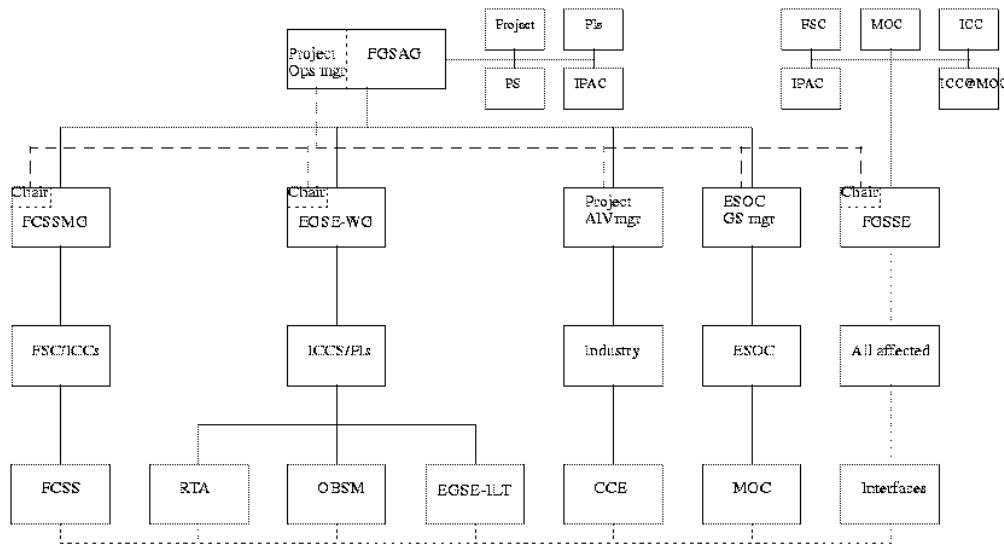 Project
PIs
FSC
MOC
ICC
Project
Ops mgr
FGSAG
PS
IPAC
IPAC
ICC@MOC
Chair
FCSSMG
Chair
EGSE-WG
Project
AIV mgr
ESOC
GS mgr
Chair
FGSSE
FSC/ICCs
ICCS/PIs
Industry
ESOC
All affected
FCSS
RTA
OBSM
EGSE-ILT
CCE
MOC
Interfaces